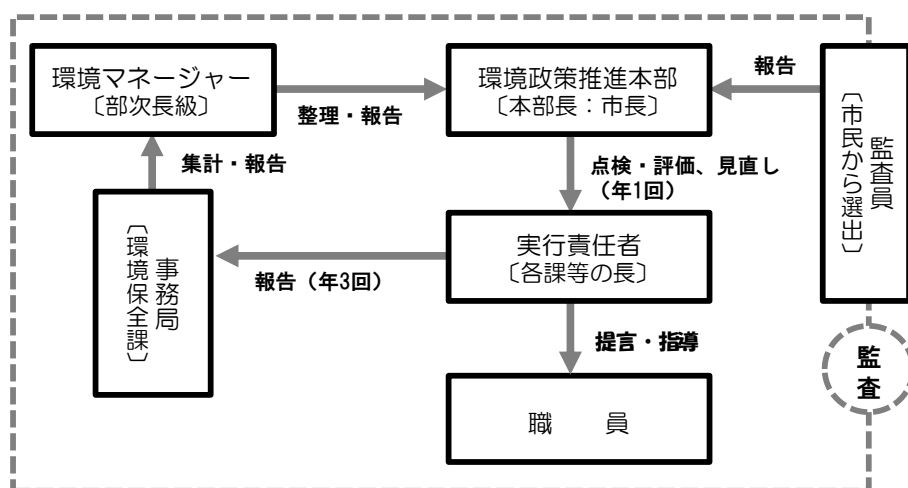 環境マネージャー
〔部次長級〕
整理・報告
環境政策推進本部
〔本部長：市長〕
報告
監査員
〔市民から選出〕
集計・報告
点検・評価、見直し
（年1回）
事務局
〔環境保全課〕
報告（年3回）
実行責任者
〔各課等の長〕
提言・指導
監
査
職　員